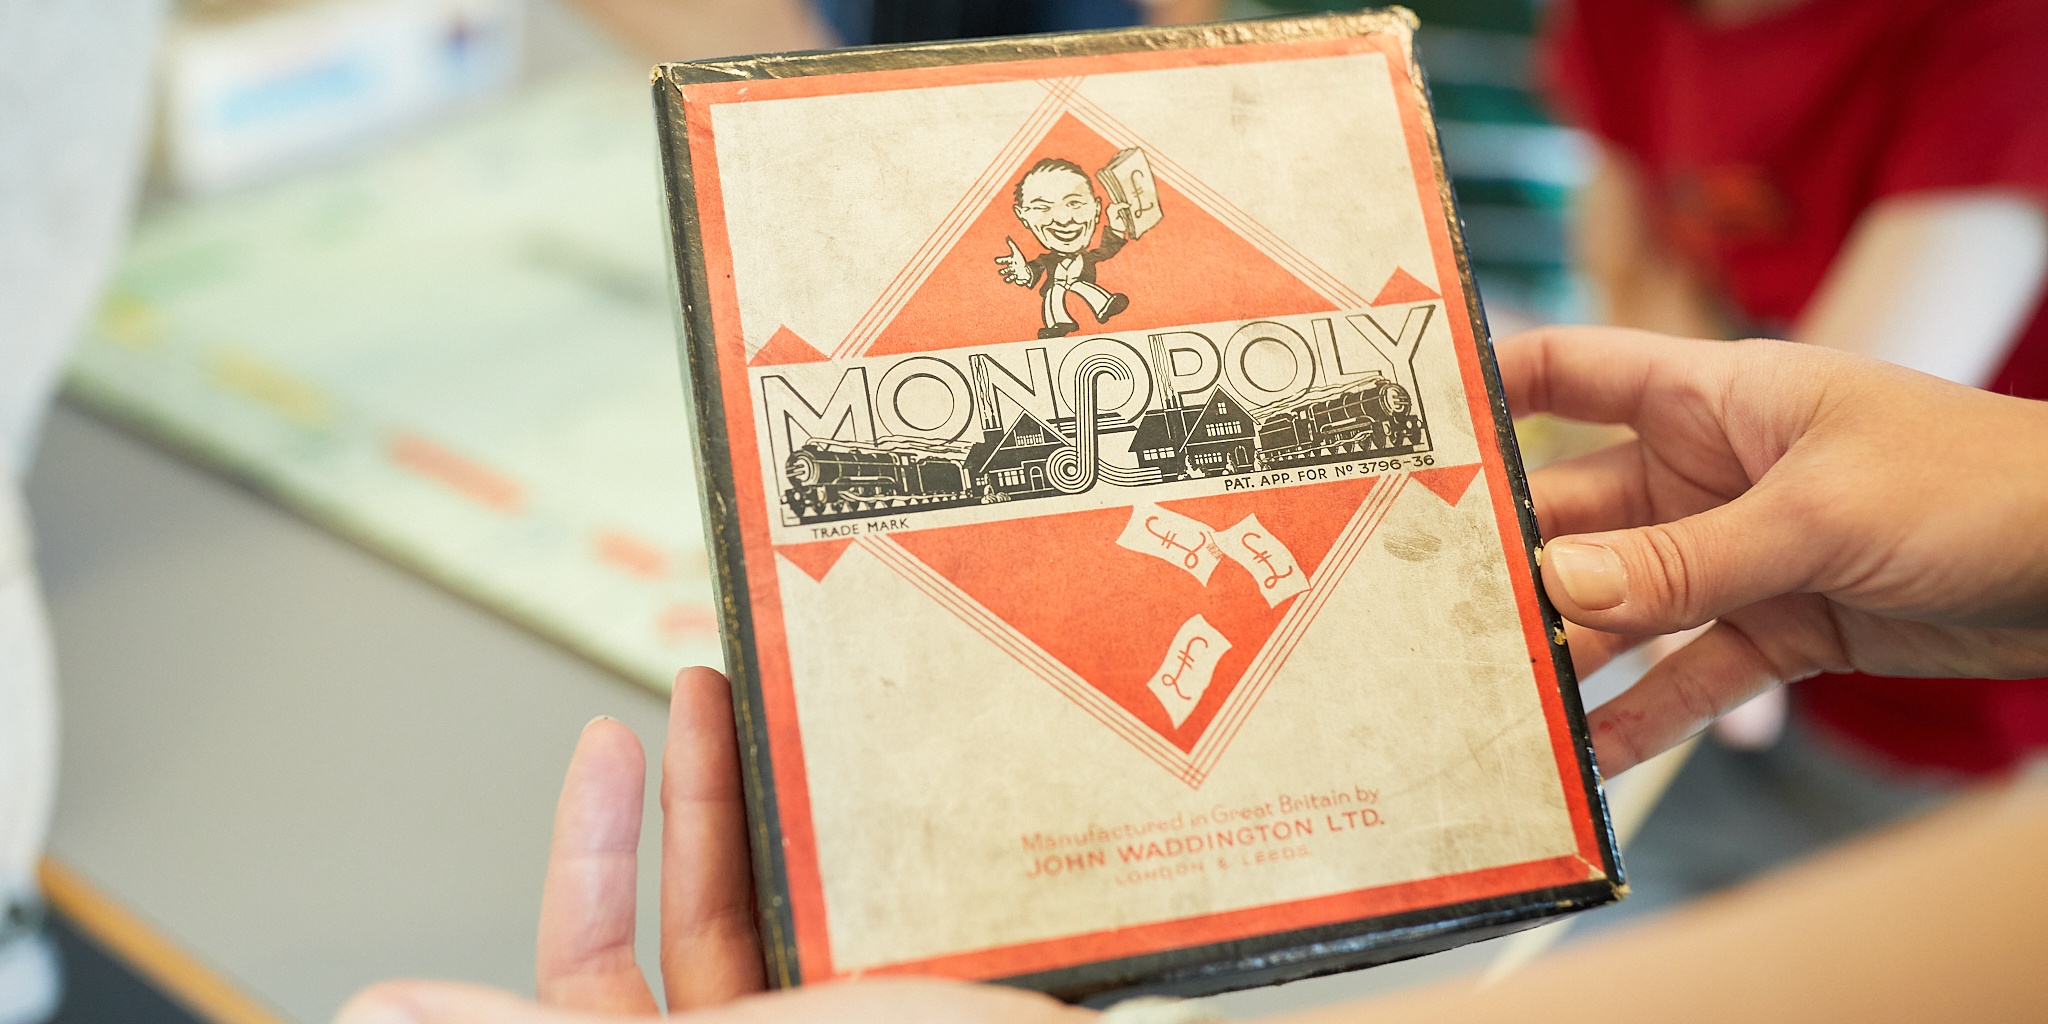 £
MONOPOLY
TRADE MARK
PAT. APP. FOR Nº 3796-36
£ £
£
Manufactured in Great Britain by
JOHN WADDINGTON LTD.
LONDON & LEEDS